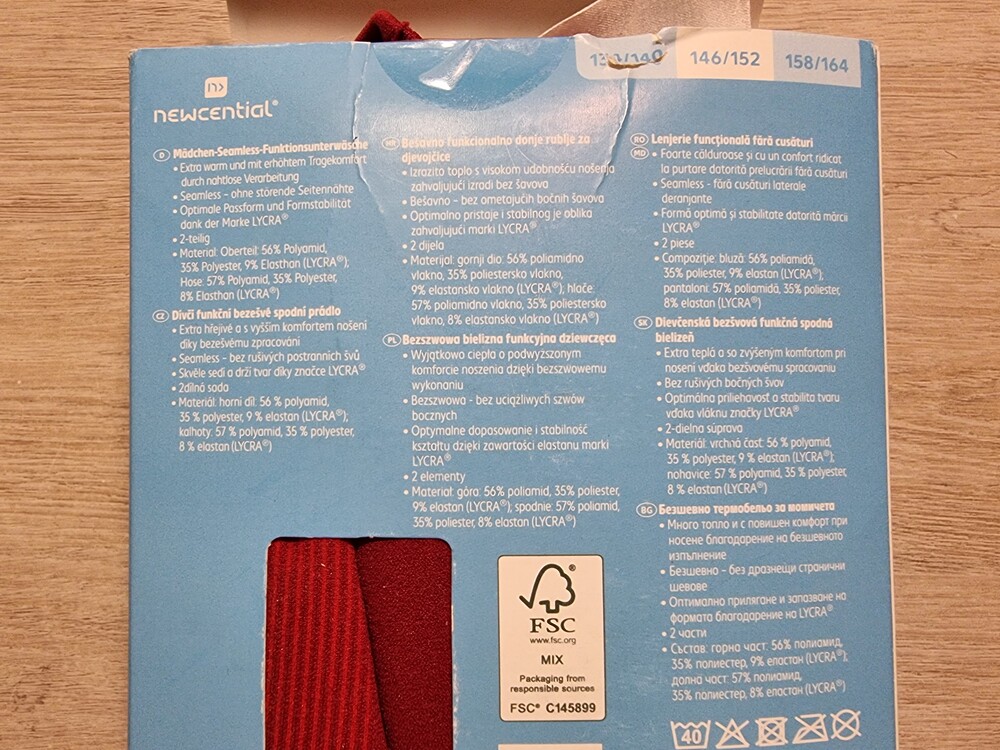 134/140 146/152 158/164
newcential®
D Mädchen-Seamless-Funktionsunterwäsche
• Extra warm und mit erhöhtem Tragekomfort
durch nahtlose Verarbeitung
• Seamless – ohne störende Seitennähte
• Optimale Passform und Formstabilität
dank der Marke LYCRA®
• 2-teilig
• Material: Oberteil: 56% Polyamid,
35% Polyester, 9% Elasthan (LYCRA®);
Hose: 57% Polyamid, 35% Polyester,
8% Elasthan (LYCRA®)
CZ Dívčí funkční bezešvé spodní prádlo
• Extra hřejivé a s vyšším komfortem nošení
díky bezešvému zpracování
• Seamless – bez rušivých postranních švů
• Skvěle sedí a drží tvar díky značce LYCRA®
• 2dílná sada
• Materiál: horní díl: 56 % polyamid,
35 % polyester, 9 % elastan (LYCRA®);
kalhoty: 57 % polyamid, 35 % polyester,
8 % elastan (LYCRA®)
HR Bešavno funkcionalno donje rublje za
djevojčice
• Izrazito toplo s visokom udobnošću nošenja
zahvaljujući izradi bez šavova
• Bešavno – bez ometajućih bočnih šavova
• Optimalno pristaje i stabilnog je oblika
zahvaljujući marki LYCRA®
• 2 dijela
• Materijal: gornji dio: 56% poliamidno
vlakno, 35% poliestersko vlakno,
9% elastansko vlakno (LYCRA®), hlače:
57% poliamidno vlakno, 35% poliestersko
vlakno, 8% elastansko vlakno (LYCRA®)
PL Bezszwowa bielizna funkcyjna dziewczęca
• Wyjątkowo ciepła o podwyższonym
komforcie noszenia dzięki bezszwowemu
wykonaniu
• Bezszwowa - bez uciążliwych szwów
bocznych
• Optymalne dopasowanie i stabilność
kształtu dzięki zawartości elastanu marki
LYCRA®
• 2 elementy
• Materiał: góra: 56% poliamid, 35% poliester,
9% elastan (LYCRA®); spodnie: 57% poliamid,
35% poliester, 8% elastan (LYCRA®)
RO MD Lenjerie funcțională fără cusături
• Foarte călduroase și cu un confort ridicat
la purtare datorită prelucrării fără cusături
• Seamless - fără cusături laterale
deranjante
• Formă optimă și stabilitate datorită mărcii
LYCRA®
• 2 piese
• Compoziție: bluză: 56% poliamidă,
35% poliester, 9% elastan (LYCRA®);
pantaloni: 57% poliamidă, 35% poliester,
8% elastan (LYCRA®)
SK Dievčenská bezšvová funkčná spodná
bielizeň
• Extra teplá a so zvýšeným komfortom pri
nosení vďaka bezšvovému spracovaniu
• Bez rušivých bočných švov
• Optimálna priliehavosť a stabilita tvaru
vďaka vláknu značky LYCRA®
• 2-dielna súprava
• Materiál: vrchná časť: 56 % polyamid,
35 % polyester, 9 % elastan (LYCRA®);
nohavice: 57 % polyamid, 35 % polyester,
8 % elastan (LYCRA®)
BG Безшевно термобельо за момичета
• Много топло и с повишен комфорт при
носене благодарение на безшевното
изпълнение
• Безшевно – без дразнещи странични
шевове
• Оптимално прилягане и запазване на
формата благодарение на LYCRA®
• 2 части
• Състав: горна част: 56% полиамид,
35% полиестер, 9% еластан (LYCRA®);
долна част: 57% полиамид,
35% полиестер, 8% еластан (LYCRA®)
FSC
www.fsc.org
MIX
Packaging from
responsible sources
FSC® C145899
40